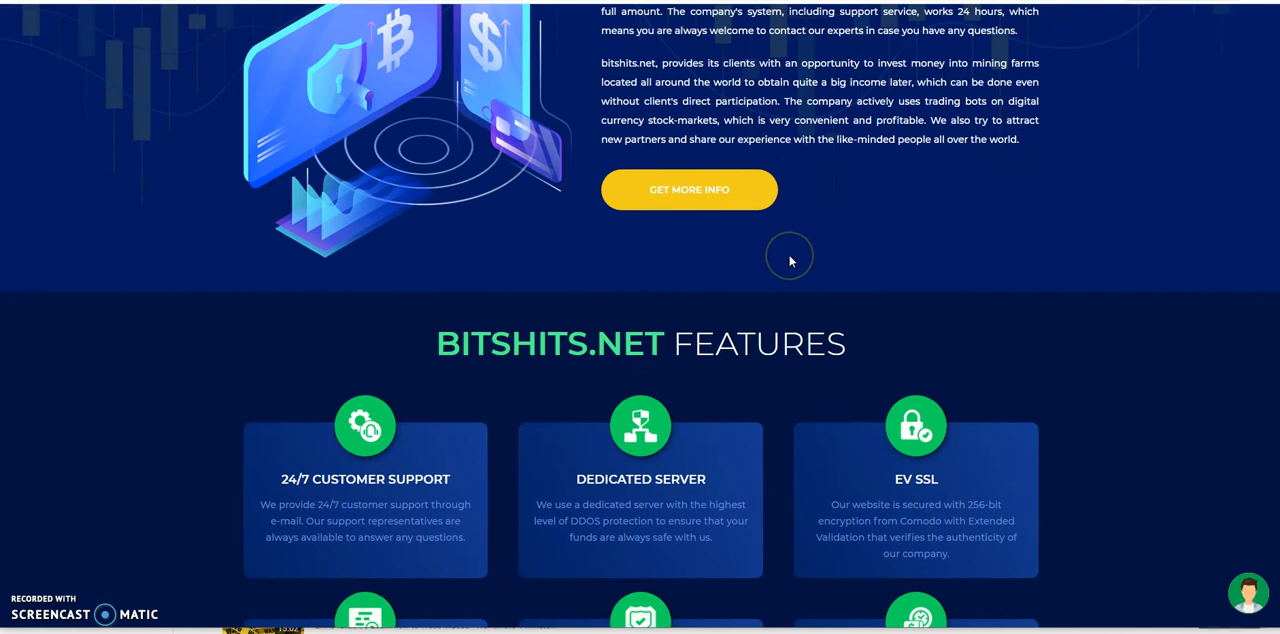 full amount. The company's system, including support service, works 24 hours, which
means you are always welcome to contact our experts in case you have any questions.
bitshits.net, provides its clients with an opportunity to invest money into mining farms
located all around the world to obtain quite a big income later, which can be done even
without client's direct participation. The company actively uses trading bots on digital
currency stock-markets, which is very convenient and profitable. We also try to attract
new partners and share our experience with the like-minded people all over the world.
GET MORE INFO
BITSHITS.NET FEATURES
24/7 CUSTOMER SUPPORT
We provide 24/7 customer support through
e-mail. Our support representatives are
always available to answer any questions.
DEDICATED SERVER
We use a dedicated server with the highest
level of DDOS protection to ensure that your
funds are always safe with us.
EV SSL
Our website is secured with 256-bit
encryption from Comodo with Extended
Validation that verifies the authenticity of
our company.
RECORDED WITH
SCREENCAST MATIC
15:02